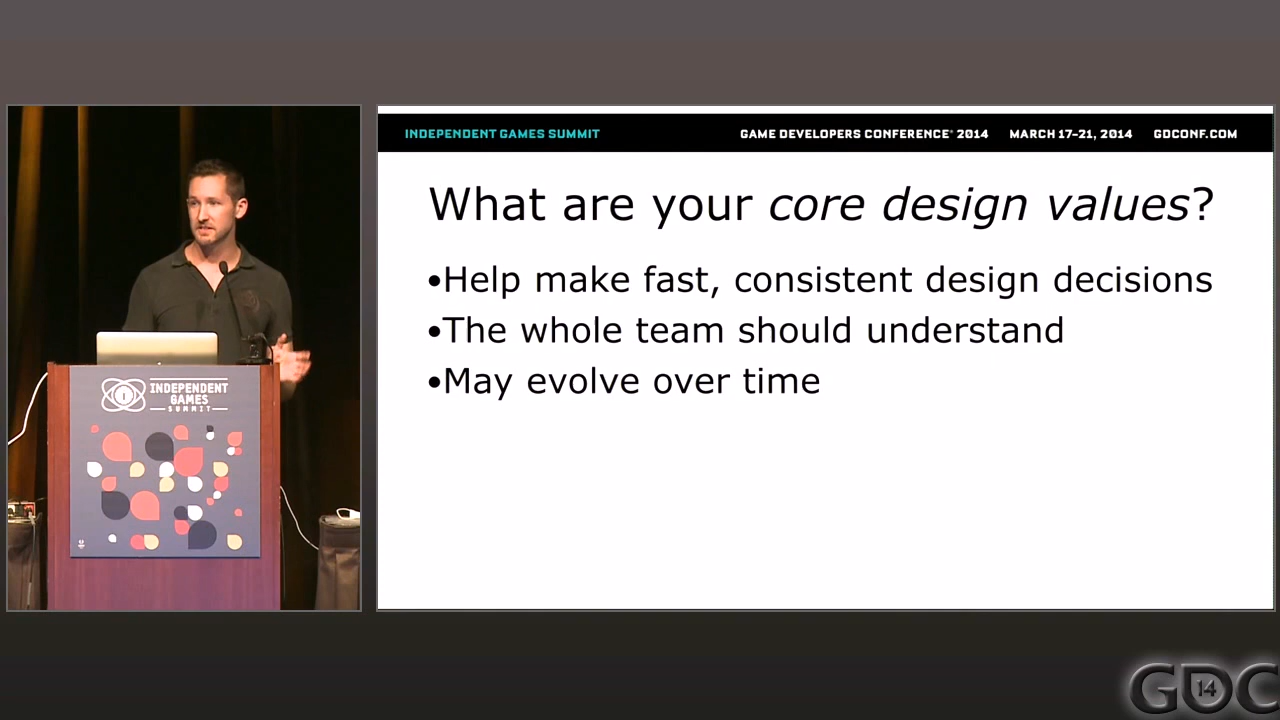 INDEPENDENT GAMES SUMMIT GAME DEVELOPERS CONFERENCE® 2014 MARCH 17-21, 2014 GDCONF.COM
What are your core design values?
•Help make fast, consistent design decisions
•The whole team should understand
•May evolve over time
INDEPENDENT
GAMES
SUMMIT
GDC
14